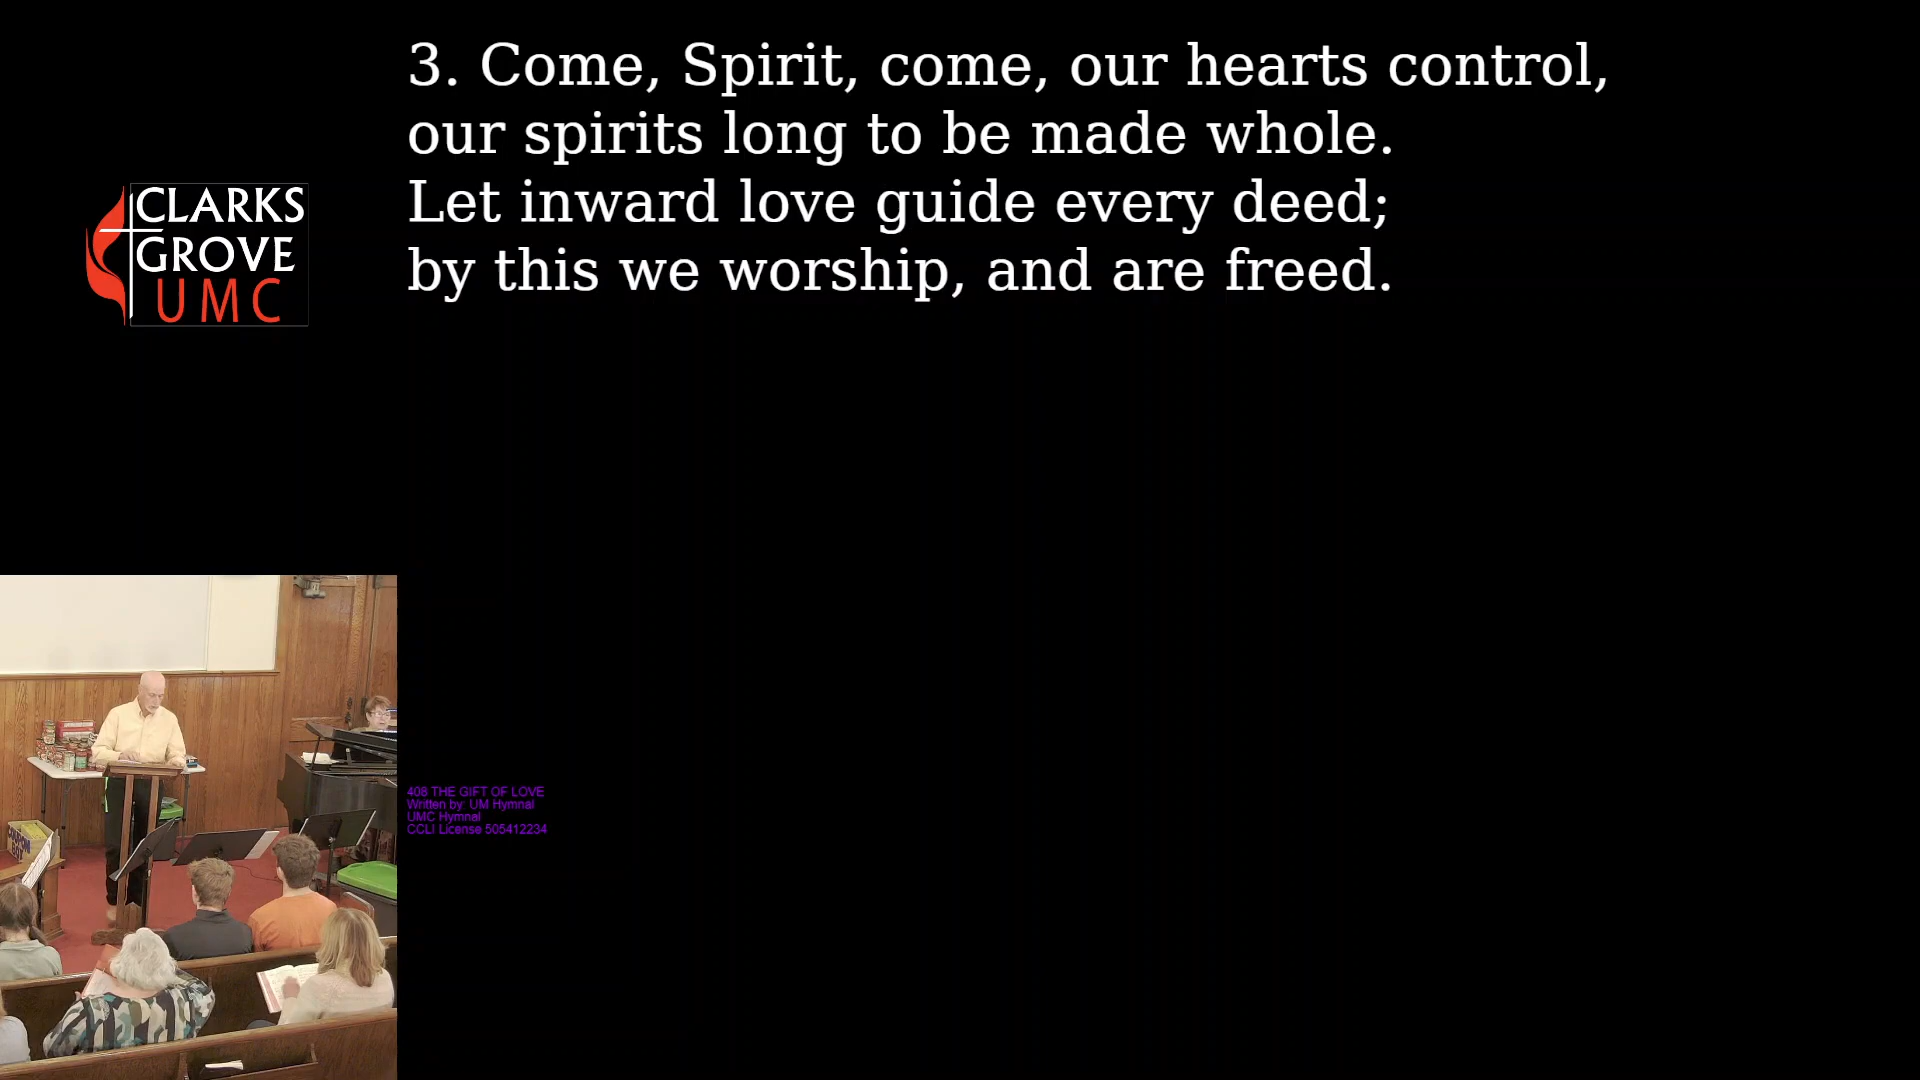 3. Come, Spirit, come, our hearts control,
our spirits long to be made whole.
Let inward love guide every deed;
by this we worship, and are freed.
CLARKS
GROVE
UMC
408 THE GIFT OF LOVE
Written by: UM Hymnal
UMC Hymnal
CCLI License 505412234